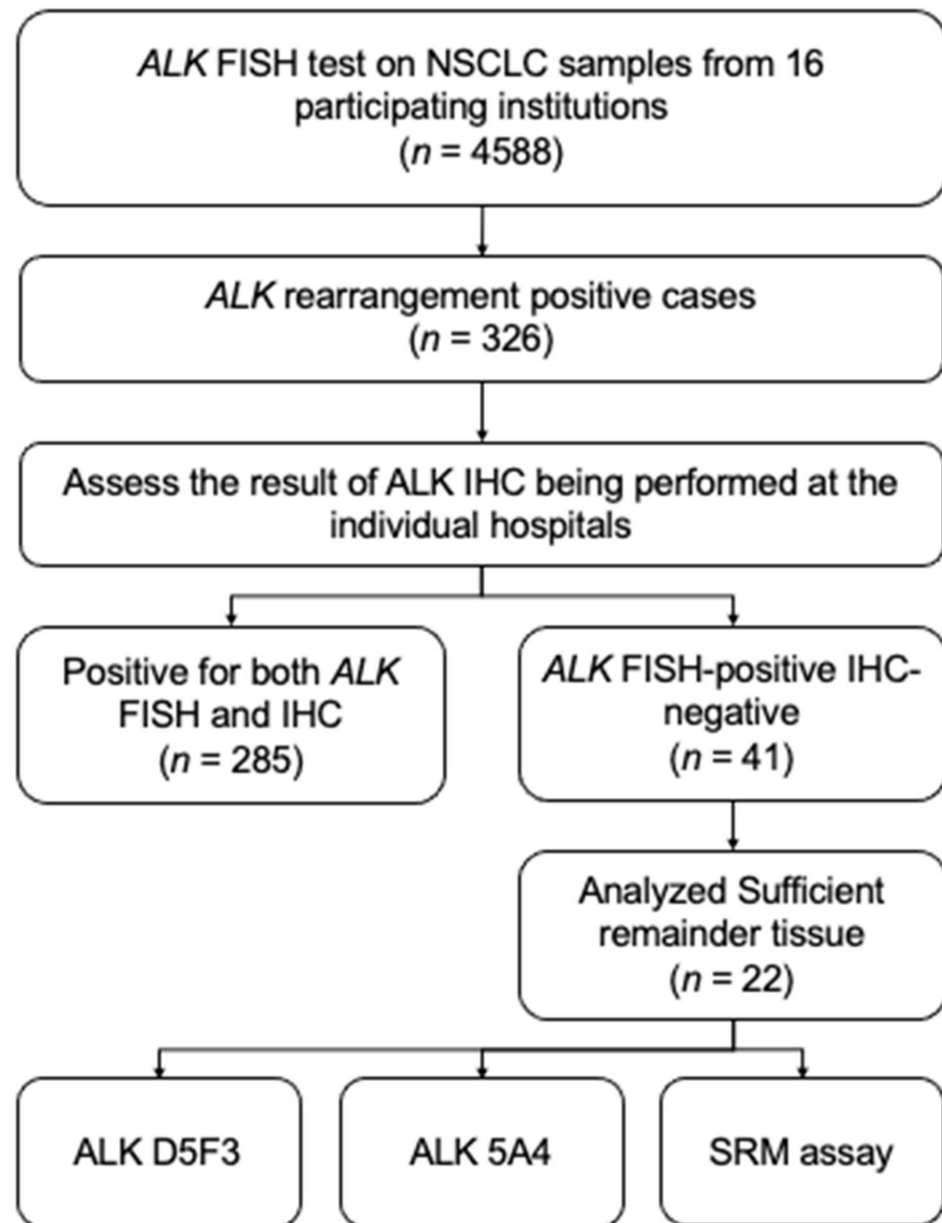 ALK FISH test on NSCLC samples from 16
participating institutions
(n = 4588)
ALK rearrangement positive cases
(n = 326)
Assess the result of ALK IHC being performed at the
individual hospitals
Positive for both ALK
FISH and IHC
(n = 285)
ALK FISH-positive IHC-
negative
(n = 41)
Analyzed Sufficient
remainder tissue
(n = 22)
ALK D5F3
ALK 5A4
SRM assay